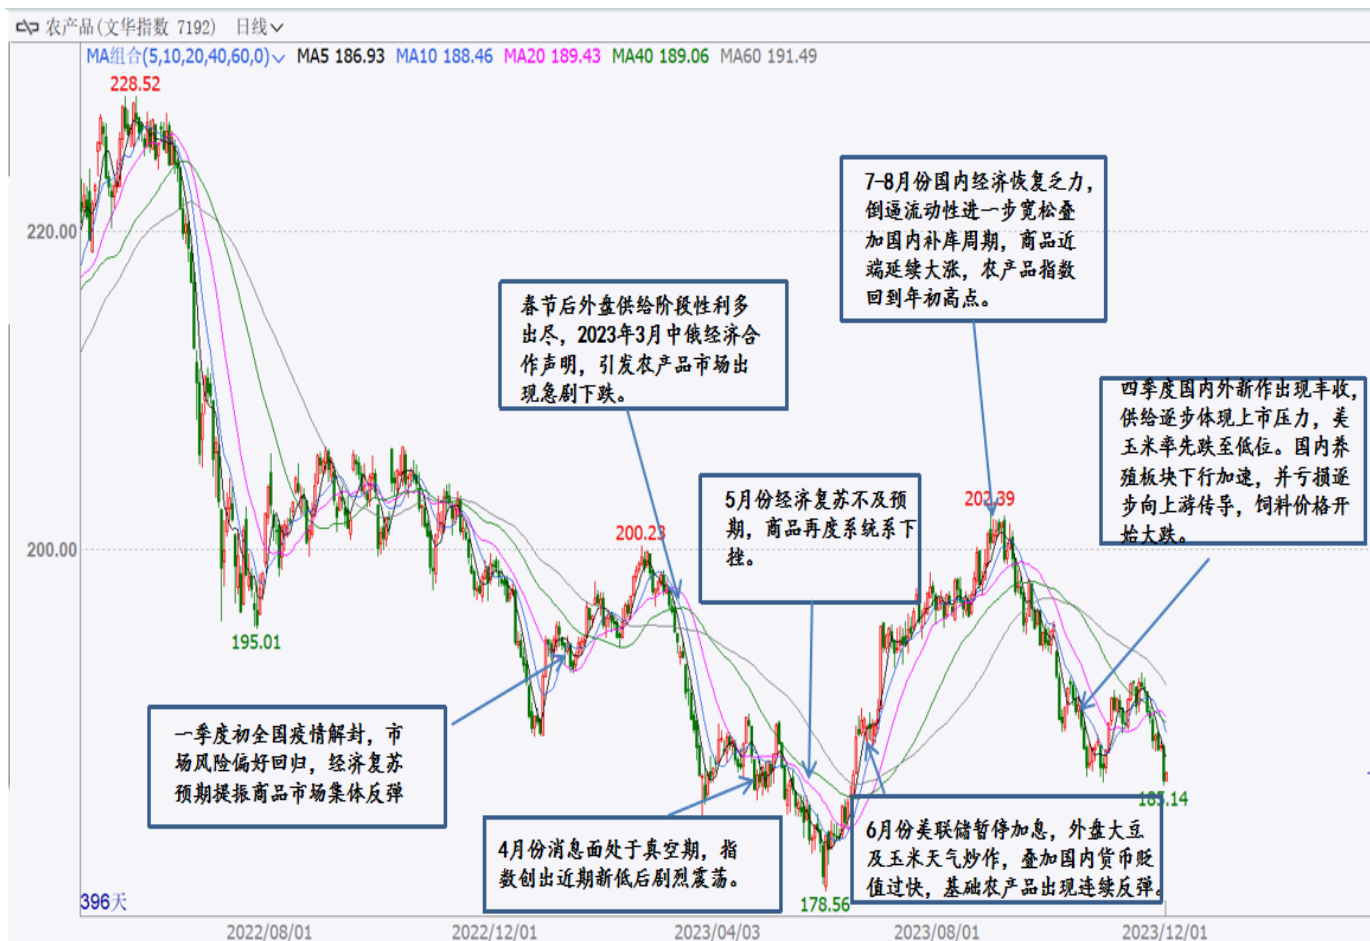 农产品(文华指数 7192) 日线
MA组合(5,10,20,40,60,0) MA5 186.93 MA10 188.46 MA20 189.43 MA40 189.06 MA60 191.49
228.52
7-8月份国内经济恢复乏力，
倒逼流动性进一步宽松叠
加国内补库周期，商品近
端延续大涨，农产品指数
回到年初高点。
220.00
春节后外盘供给阶段性利多
出尽，2023年3月中俄经济合
作声明，引发农产品市场出
现急剧下跌。
四季度国内外新作出现丰收，
供给逐步体现上市压力，美
玉米率先跌至低位。国内养
殖板块下行加速，并亏损逐
步向上游传导，饲料价格开
始大跌。
5月份经济复苏不及预
期，商品再度系统系下
挫。
202.39
200.23
200.00
195.01
一季度初全国疫情解封，市
场风险偏好回归，经济复苏
预期提振商品市场集体反弹
185.14
4月份消息面处于真空期，指
数创出近期新低后剧烈震荡。
6月份美联储暂停加息，外盘大豆
及玉米天气炒作，叠加国内货币贬
值过快，基础农产品出现连续反弹。
178.56
396天
2022/08/01
2022/12/01
2023/04/03
2023/08/01
2023/12/01